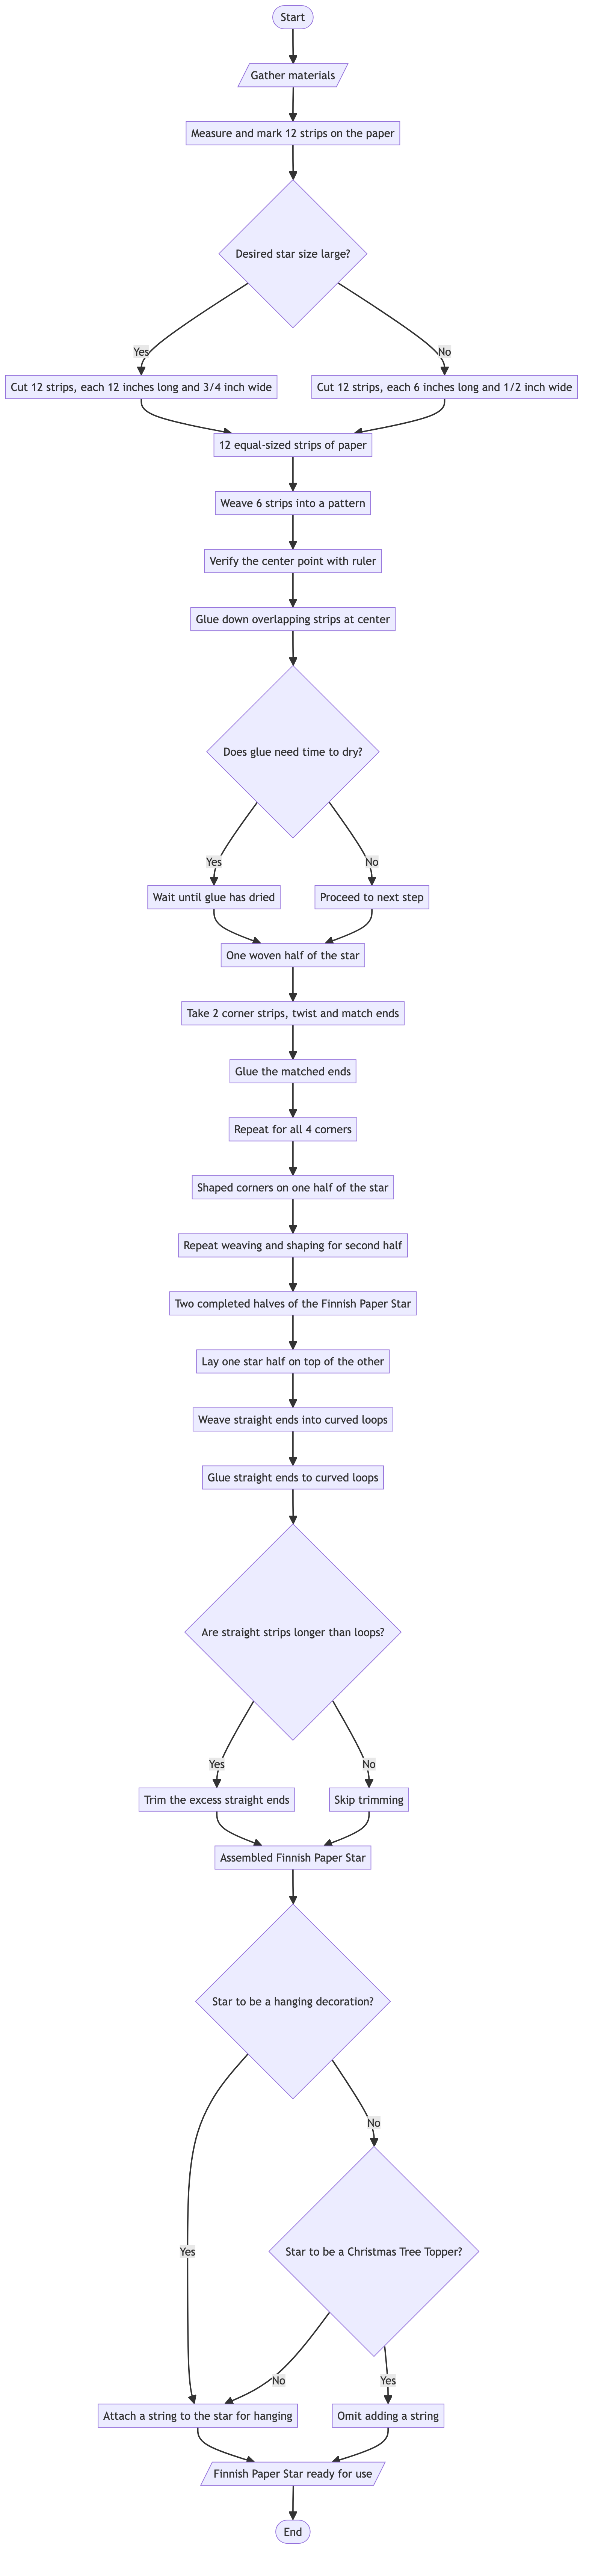 Start
Gather materials
Measure and mark 12 strips on the paper
Desired star size large?
Yes
No
Cut 12 strips, each 12 inches long and 3/4 inch wide
Cut 12 strips, each 6 inches long and 1/2 inch wide
12 equal-sized strips of paper
Weave 6 strips into a pattern
Verify the center point with ruler
Glue down overlapping strips at center
Does glue need time to dry?
Yes
No
Wait until glue has dried
Proceed to next step
One woven half of the star
Take 2 corner strips, twist and match ends
Glue the matched ends
Repeat for all 4 corners
Shaped corners on one half of the star
Repeat weaving and shaping for second half
Two completed halves of the Finnish Paper Star
Lay one star half on top of the other
Weave straight ends into curved loops
Glue straight ends to curved loops
Are straight strips longer than loops?
Yes
No
Trim the excess straight ends
Skip trimming
Assembled Finnish Paper Star
Star to be a hanging decoration?
No
Yes
Star to be a Christmas Tree Topper?
No
Yes
Attach a string to the star for hanging
Omit adding a string
Finnish Paper Star ready for use
End